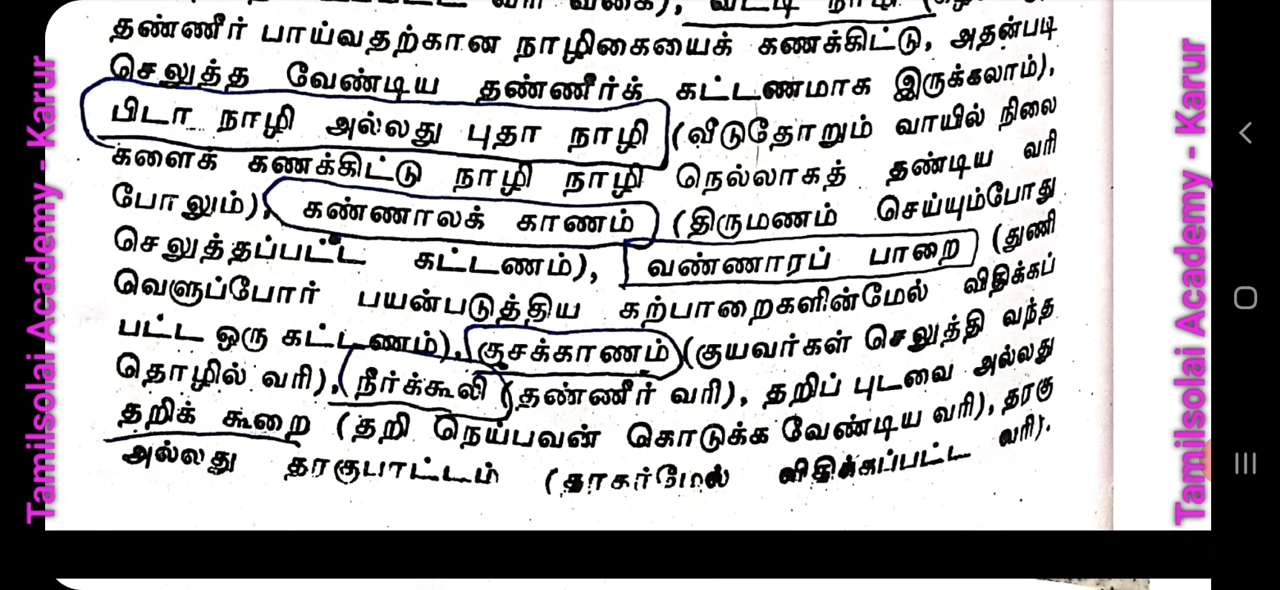 தண்ணீர் பாய்வதற்கான நாழிகையைக் கணக்கிட்டு, அதன்படி
செலுத்த வேண்டிய தண்ணீர்க் கட்டணமாக இருக்கலாம்),
பிடா நாழி அல்லது புதா நாழி (வீடுதோறும் வாயில் நிலை
களைக் கணக்கிட்டு நாழி நாழி நெல்லாகத் தண்டிய வரி
போலும்), கண்ணாலக் காணம் (திருமணம் செய்யும்போது
செலுத்தப்பட்ட கட்டணம்), வண்ணாரப் பாறை (துணி
வெளுப்போர் பயன்படுத்திய கற்பாறைகளின்மேல் விதிக்கப்
பட்ட ஒரு கட்டணம்), குசக்காணம் (குயவர்கள் செலுத்தி வந்த
தொழில் வரி), நீர்க்கூலி (தண்ணீர் வரி), தறிப் புடவை அல்லது
தறிக் கூறை (தறி நெய்பவன் கொடுக்க வேண்டிய வரி), தரகு
அல்லது தரகுபாட்டம் (தரகர்மேல் விதிக்கப்பட்ட வரி).
Tamilsolai Academy - Karur
Tamilsolai Academy - Karur